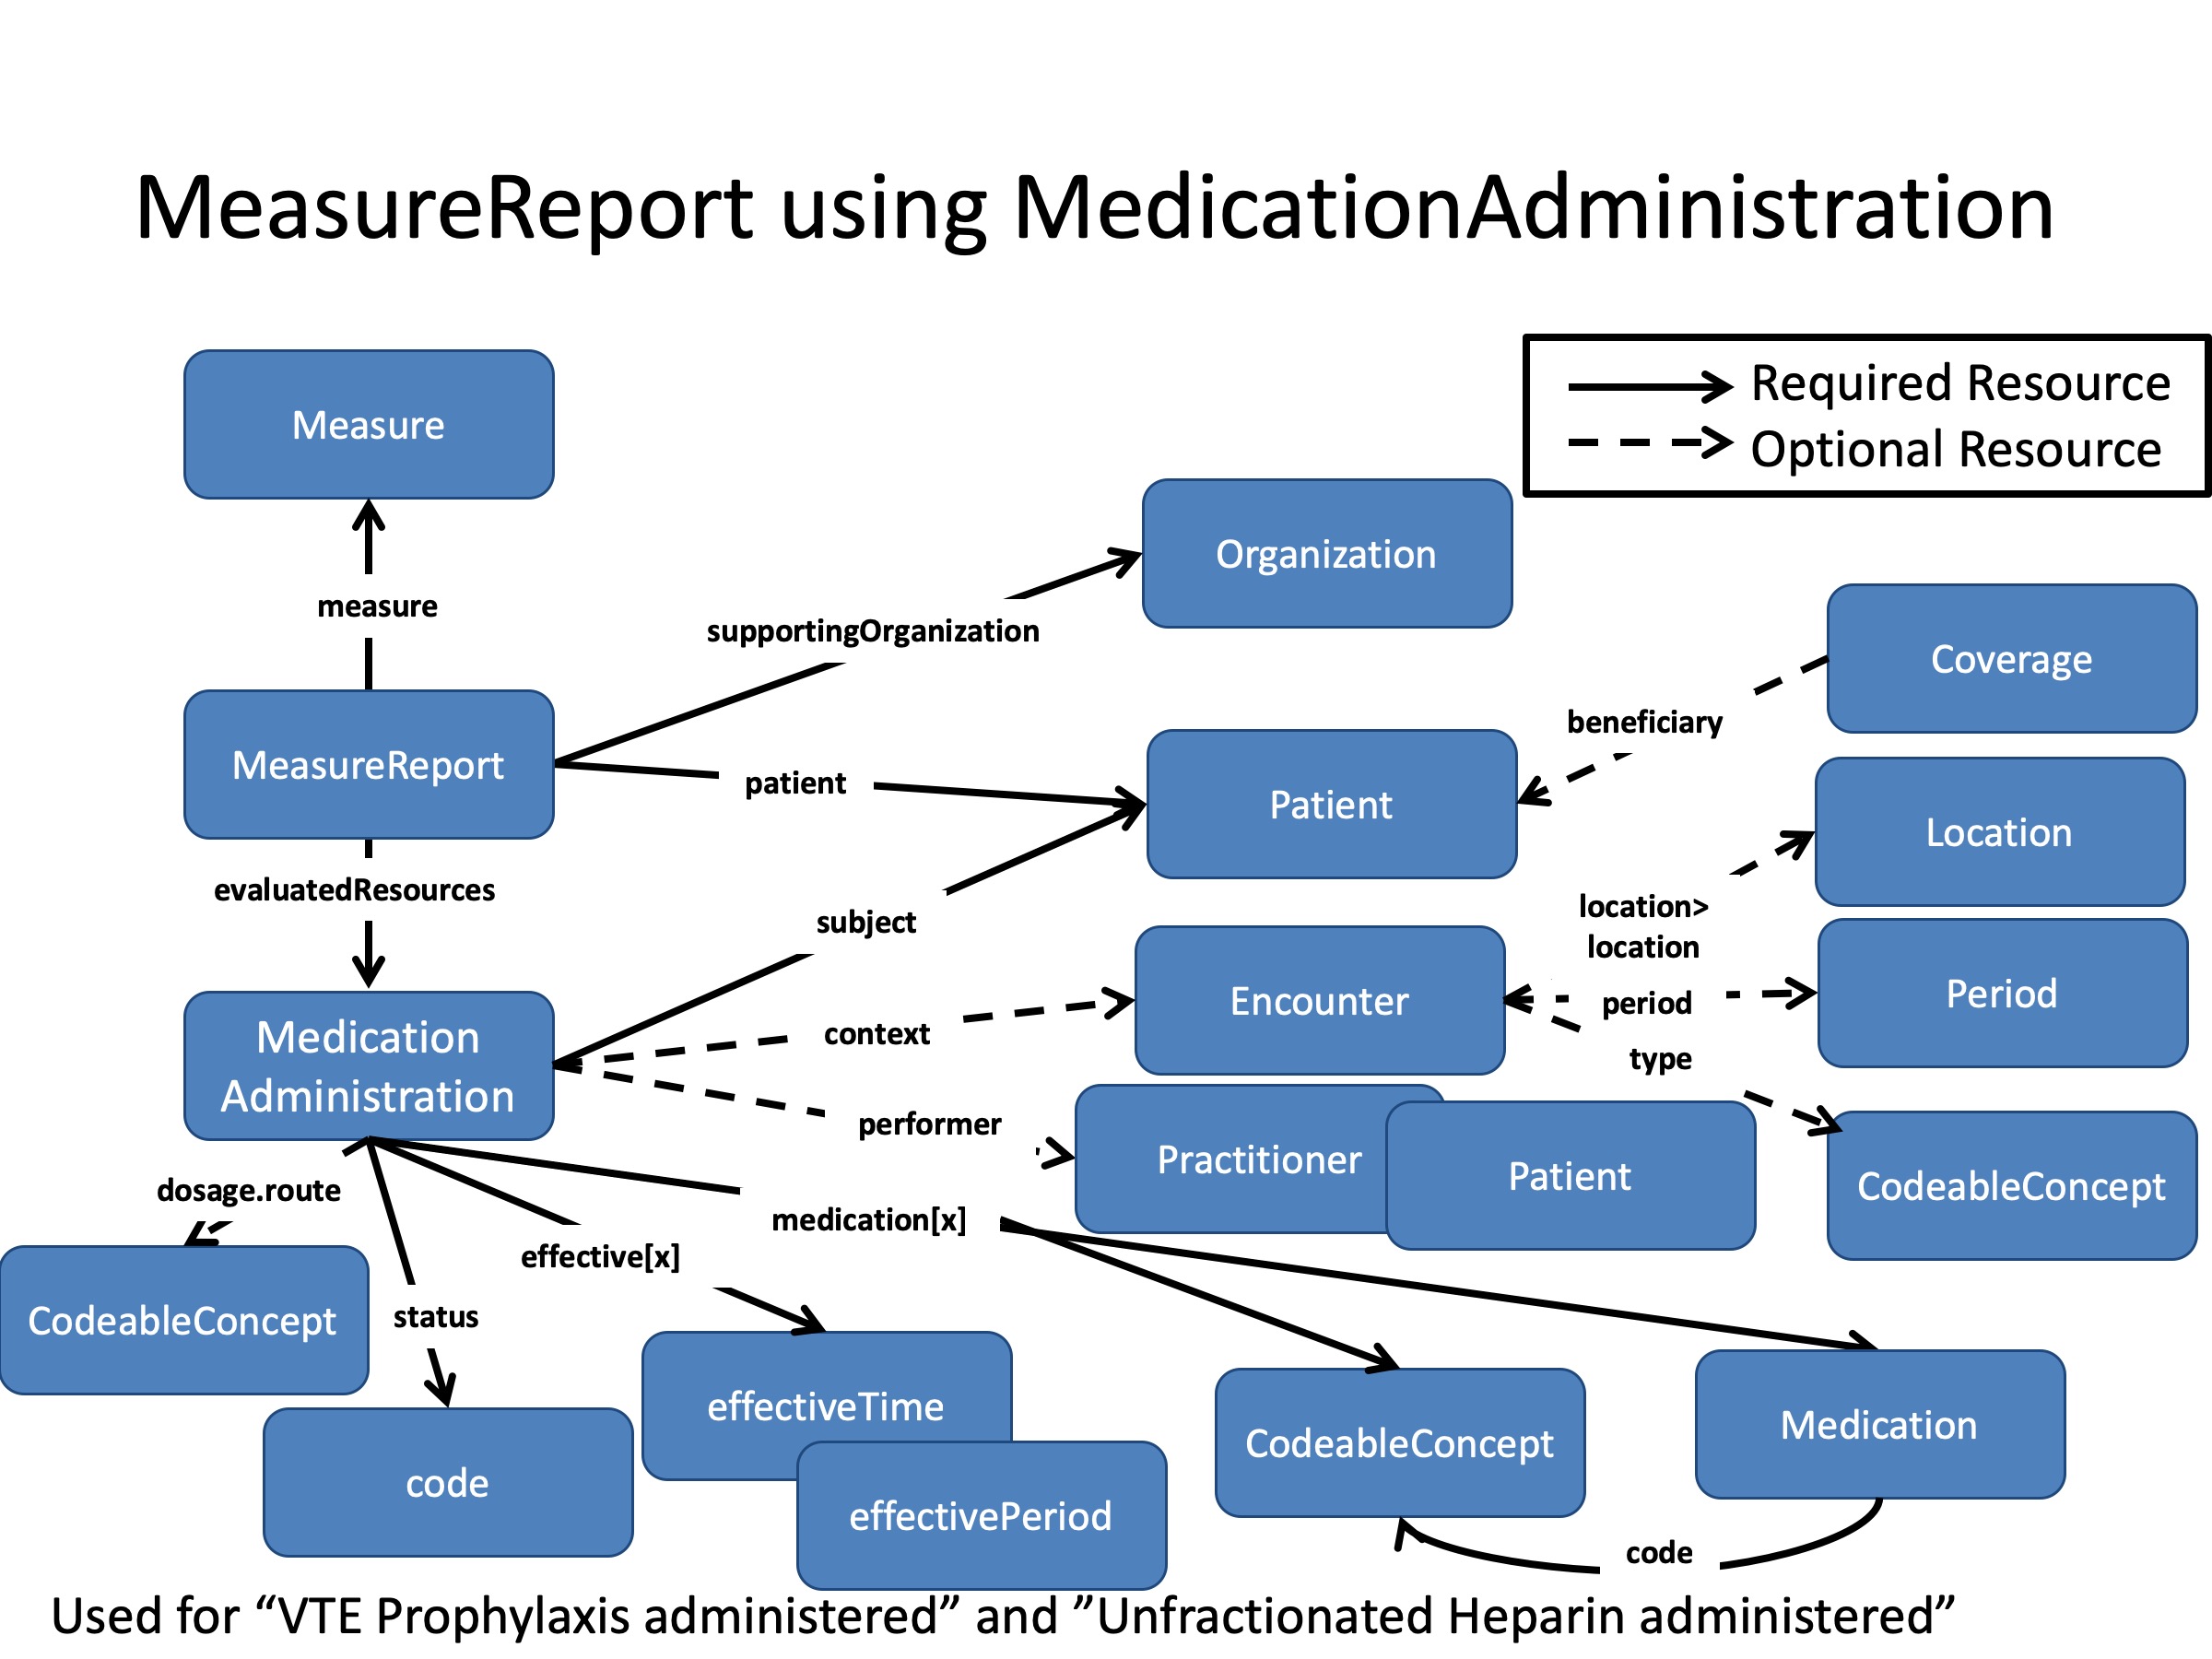 MeasureReport using MedicationAdministration
Required Resource
Optional Resource
Measure
measure
Organization
supportingOrganization
Coverage
beneficiary
MeasureReport
patient
Patient
Location
evaluatedResources
subject
location>
location
Encounter
period
Period
Medication
Administration
context
type
performer
Practitioner
Patient
CodeableConcept
dosage.route
medication[x]
effective[x]
CodeableConcept
status
effectiveTime
CodeableConcept
Medication
code
effectivePeriod
code
Used for “VTE Prophylaxis administered” and ”Unfractionated Heparin administered”